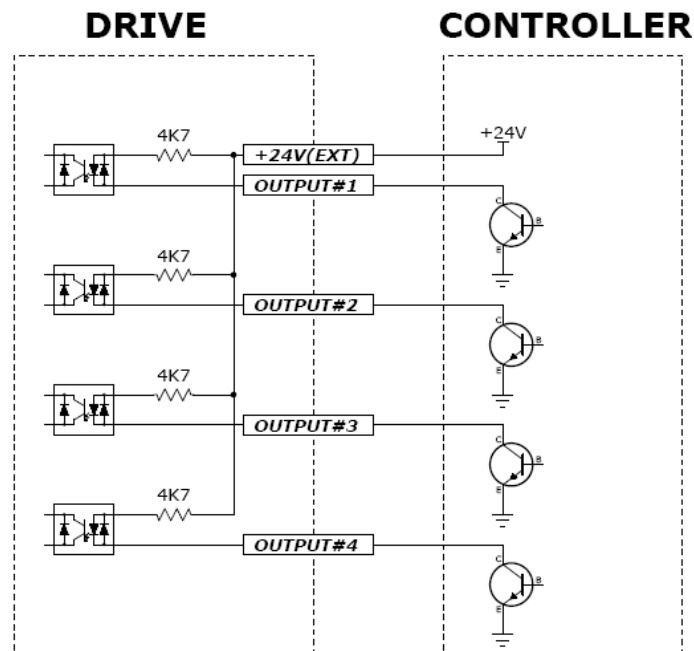 DRIVE CONTROLLER
4K7
+24V
+24V(EXT)
OUTPUT#1
C
B
E
4K7
OUTPUT#2
C
B
E
4K7
OUTPUT#3
C
B
E
4K7
OUTPUT#4
C
B
E